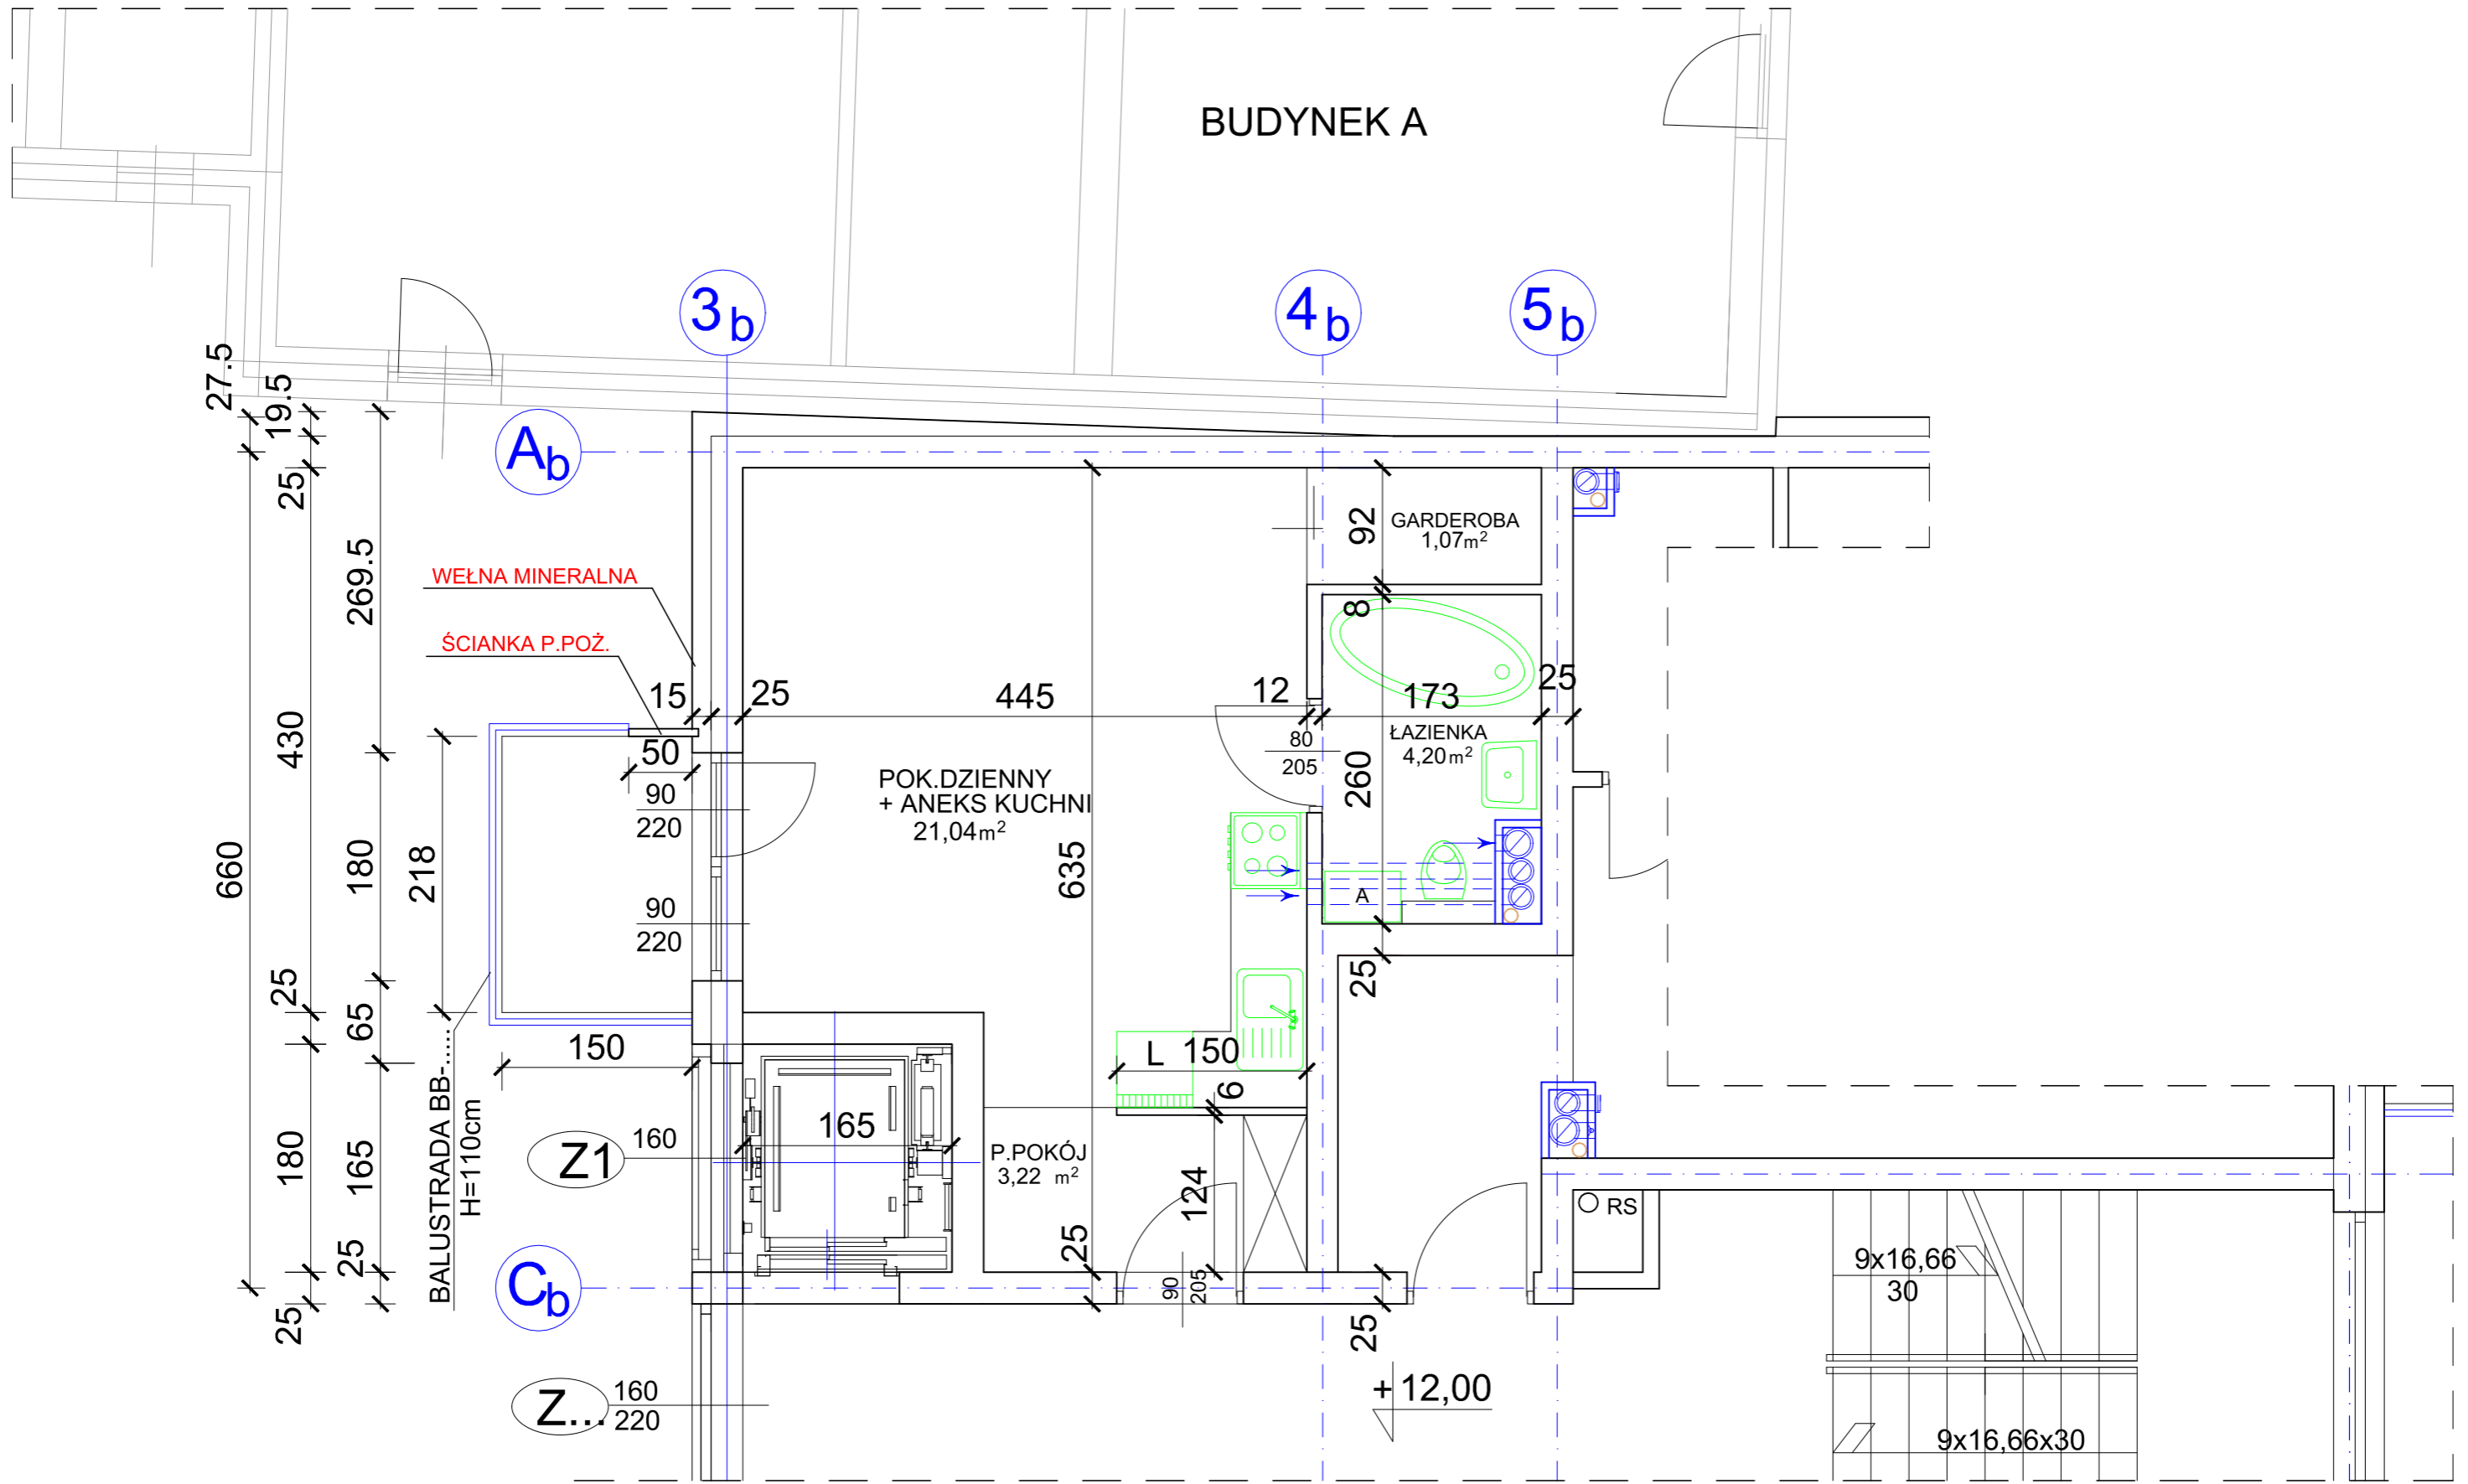 BUDYNEK A
3b
4b
5b
27.5
19.5
Ab
25
92
GARDEROBA
1,07m²
269.5
WEŁNA MINERALNA
8
ŚCIANKA P.POŻ.
15
25
445
12
173
25
430
50
80
205
ŁAZIENKA
4,20m²
260
90
220
POK.DZIENNY
+ ANEKS KUCHNI
21,04m²
660
180
218
635
90
220
A
25
65
25
150
L
150
6
BALUSTRADA BB-......
H=110cm
Z1
160
165
180
165
P.POKÓJ
3,22 m²
124
RS
25
25
90
205
9x16,66
30
Cb
25
25
Z...
160
220
+12,00
9x16,66x30